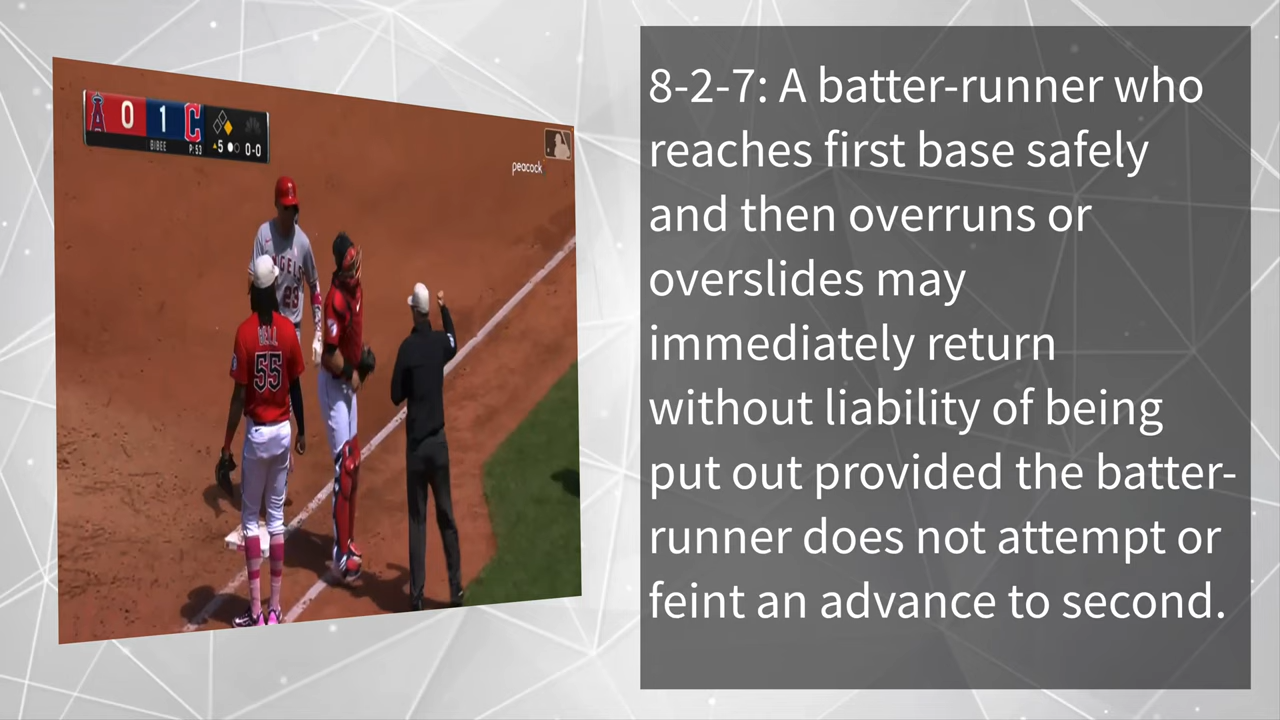 0 1
BIBEE P: 53
▲5 0-0
peacock
ANGELS
29
BELL
55
8-2-7: A batter-runner who
reaches first base safely
and then overruns or
overslides may
immediately return
without liability of being
put out provided the batter-
runner does not attempt or
feint an advance to second.